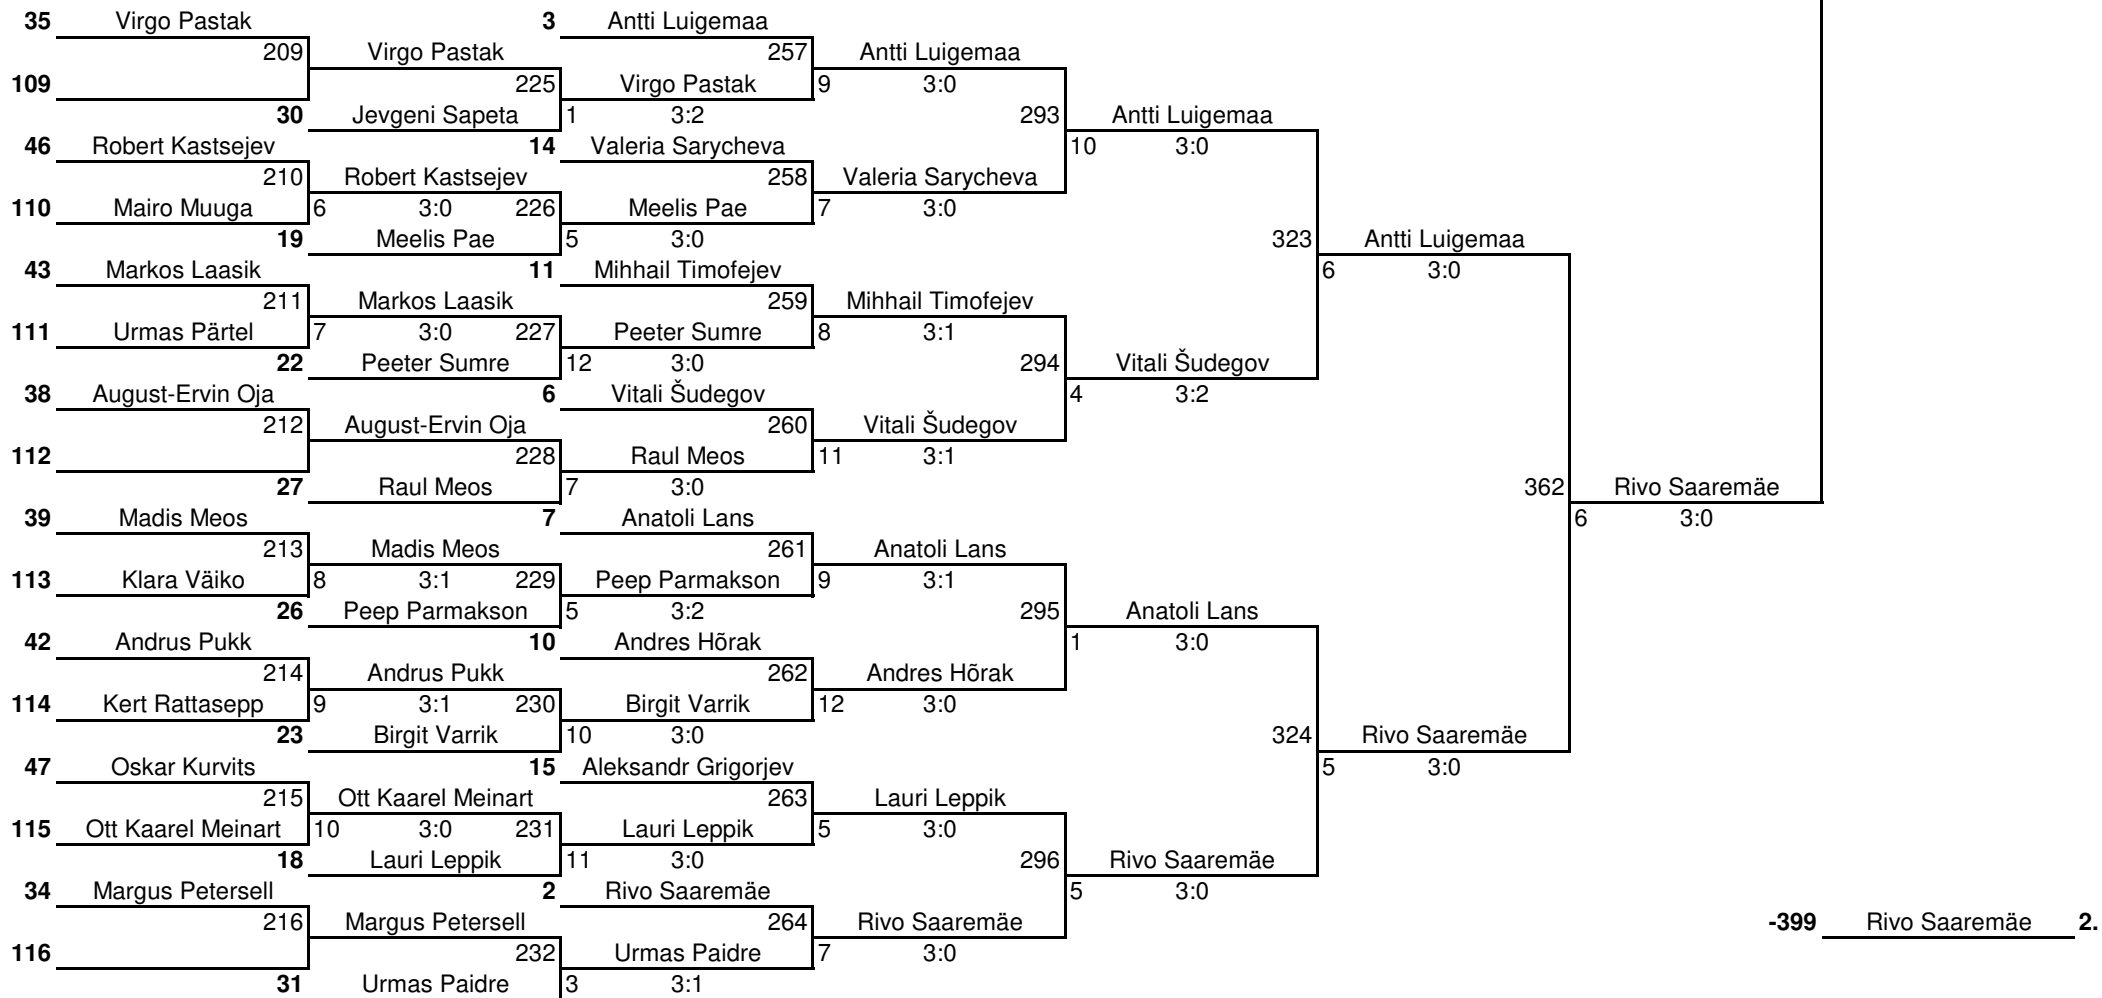 35 Virgo Pastak 3 Antti Luigemaa
209 Virgo Pastak 257 Antti Luigemaa
109 225 Virgo Pastak 9 3:0
30 Jevgeni Sapeta 1 3:2 293 Antti Luigemaa
46 Robert Kastsejev 14 Valeria Sarycheva 10 3:0
210 Robert Kastsejev 258 Valeria Sarycheva
110 Mairo Muuga 6 3:0 226 Meelis Pae 7 3:0
19 Meelis Pae 5 3:0 323 Antti Luigemaa
43 Markos Laasik 11 Mihhail Timofejev 6 3:0
211 Markos Laasik 259 Mihhail Timofejev
111 Urmas Pärtel 7 3:0 227 Peeter Sumre 8 3:1
22 Peeter Sumre 12 3:0 294 Vitali Šudegov
38 August-Ervin Oja 6 Vitali Šudegov 4 3:2
212 August-Ervin Oja 260 Vitali Šudegov
112 228 Raul Meos 11 3:1
27 Raul Meos 7 3:0 362 Rivo Saaremäe
39 Madis Meos 7 Anatoli Lans 6 3:0
213 Madis Meos 261 Anatoli Lans
113 Klara Väiko 8 3:1 229 Peep Parmakson 9 3:1
26 Peep Parmakson 5 3:2 295 Anatoli Lans
42 Andrus Pukk 10 Andres Hõrak 1 3:0
214 Andrus Pukk 262 Andres Hõrak
114 Kert Rattasepp 9 3:1 230 Birgit Varrik 12 3:0
23 Birgit Varrik 10 3:0 324 Rivo Saaremäe
47 Oskar Kurvits 15 Aleksandr Grigorjev 5 3:0
215 Ott Kaarel Meinart 263 Lauri Leppik
115 Ott Kaarel Meinart 10 3:0 231 Lauri Leppik 5 3:0
18 Lauri Leppik 11 3:0 296 Rivo Saaremäe
34 Margus Petersell 2 Rivo Saaremäe 5 3:0
216 Margus Petersell 264 Rivo Saaremäe -399 Rivo Saaremäe 2.
116 232 Urmas Paidre 7 3:0
31 Urmas Paidre 3 3:1